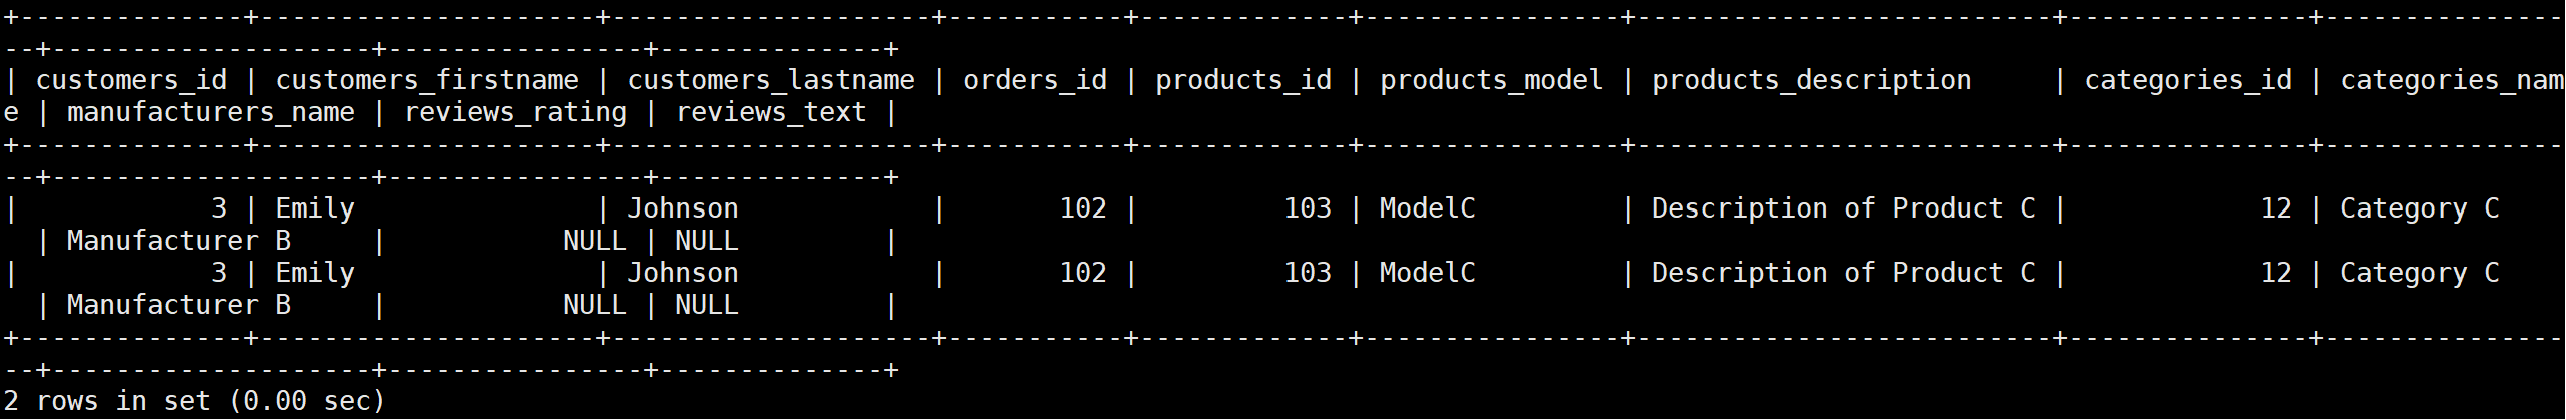 +--------------+---------------------+--------------------+-----------+-------------+----------------+--------------------------+---------------+---------------
--+--------------------+----------------+--------------+
| customers_id | customers_firstname | customers_lastname | orders_id | products_id | products_model | products_description     | categories_id | categories_nam
e | manufacturers_name | reviews_rating | reviews_text |
+--------------+---------------------+--------------------+-----------+-------------+----------------+--------------------------+---------------+---------------
--+--------------------+----------------+--------------+
|            3 | Emily               | Johnson            |       102 |         103 | ModelC         | Description of Product C |            12 | Category C
  | Manufacturer B     |           NULL | NULL         |
|            3 | Emily               | Johnson            |       102 |         103 | ModelC         | Description of Product C |            12 | Category C
  | Manufacturer B     |           NULL | NULL         |
+--------------+---------------------+--------------------+-----------+-------------+----------------+--------------------------+---------------+---------------
--+--------------------+----------------+--------------+
2 rows in set (0.00 sec)